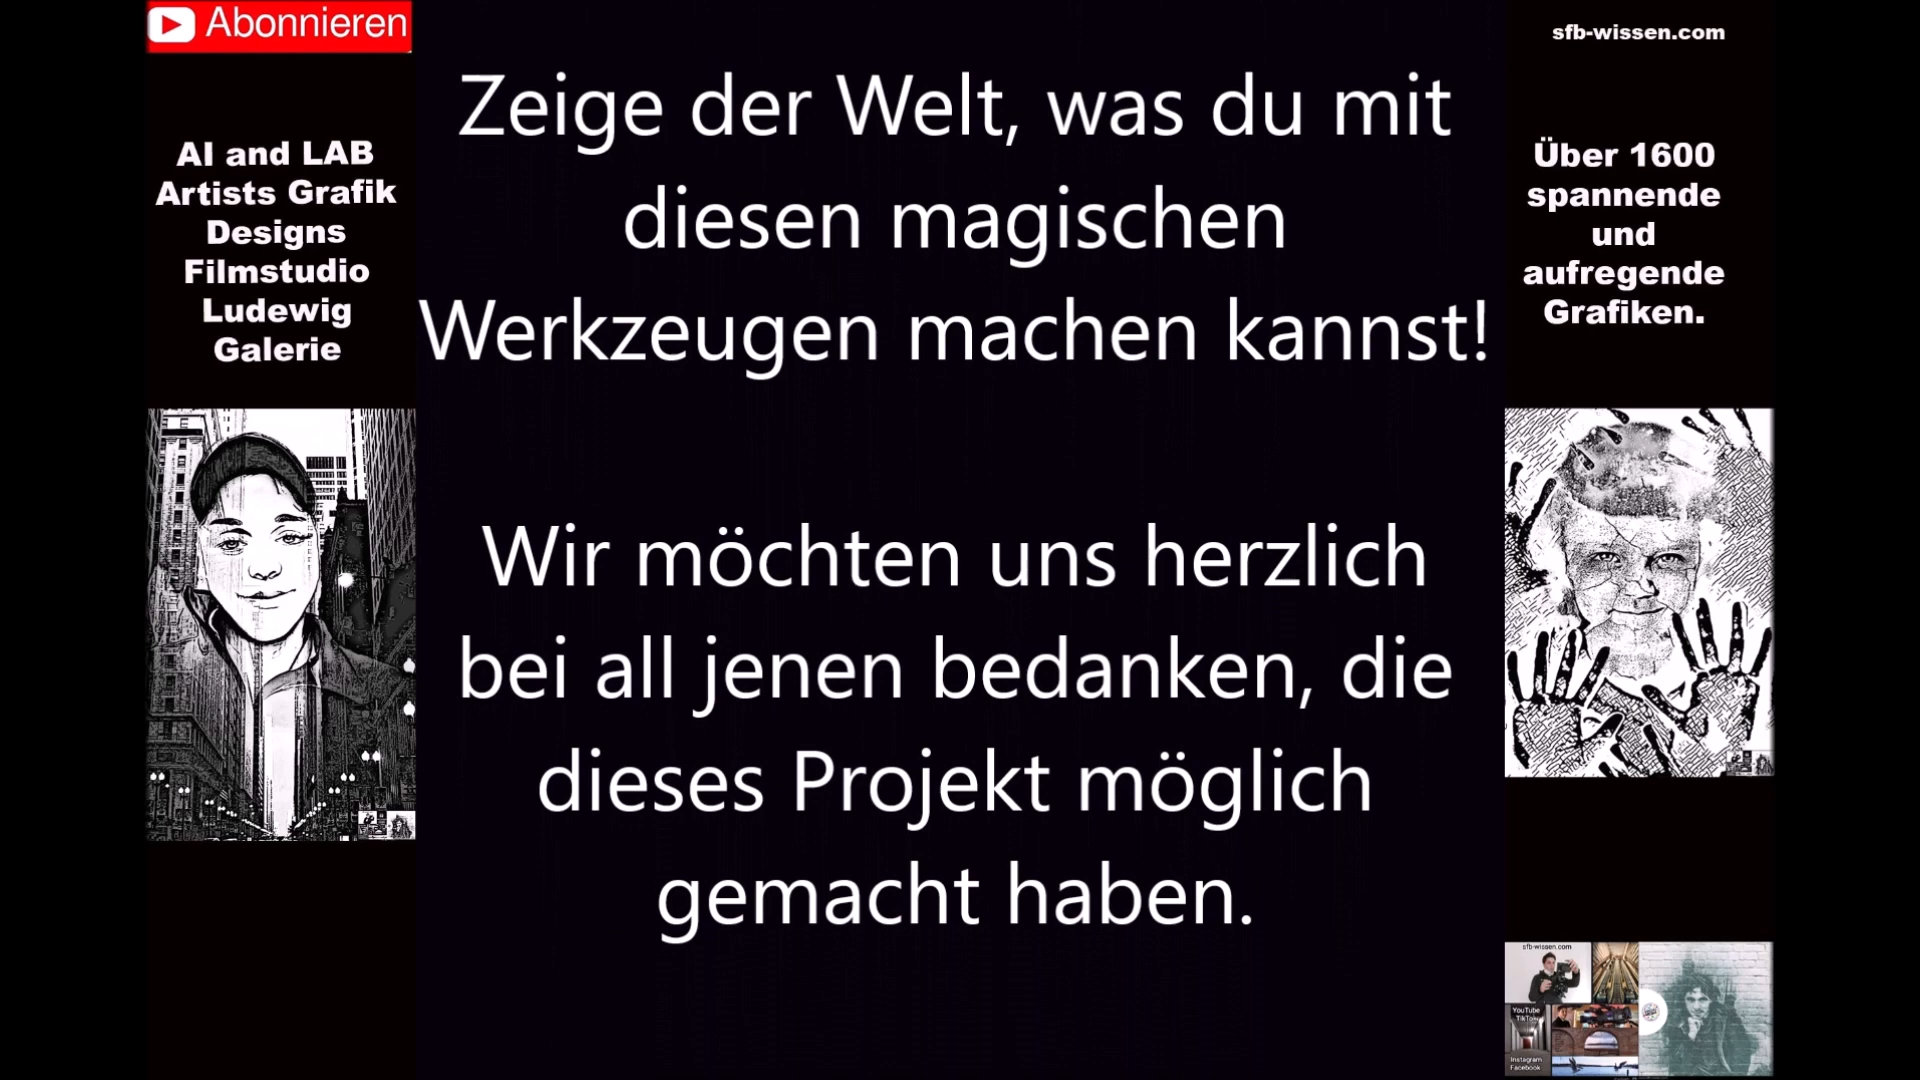 Abonnieren
sfb-wissen.com
AI and LAB
Artists Grafik
Designs
Filmstudio
Ludewig
Galerie
Zeige der Welt, was du mit
diesen magischen
Werkzeugen machen kannst!
Wir möchten uns herzlich
bei all jenen bedanken, die
dieses Projekt möglich
gemacht haben.
Über 1600
spannende
und
aufregende
Grafiken.
sfb-wissen.com
YouTube
TikTok
Instagram
Facebook